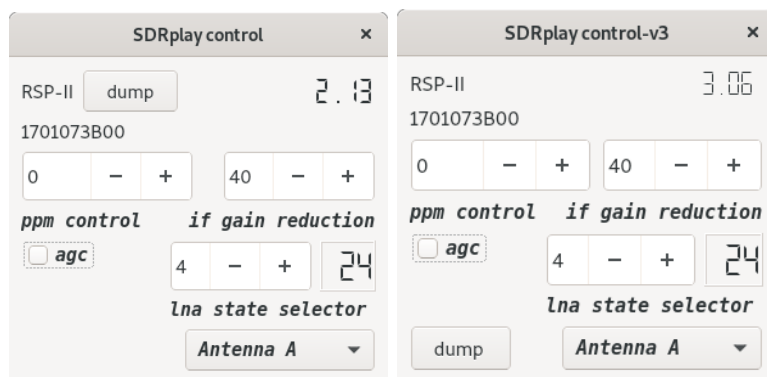 SDRplay control ×
RSP-II dump 2.13
1701073B00
0 − + 40 − +
ppm control if gain reduction
agc 4 − + 24
lna state selector
Antenna A
SDRplay control-v3 ×
RSP-II 3.06
1701073B00
0 − + 40 − +
ppm control if gain reduction
agc 4 − + 24
lna state selector
dump Antenna A